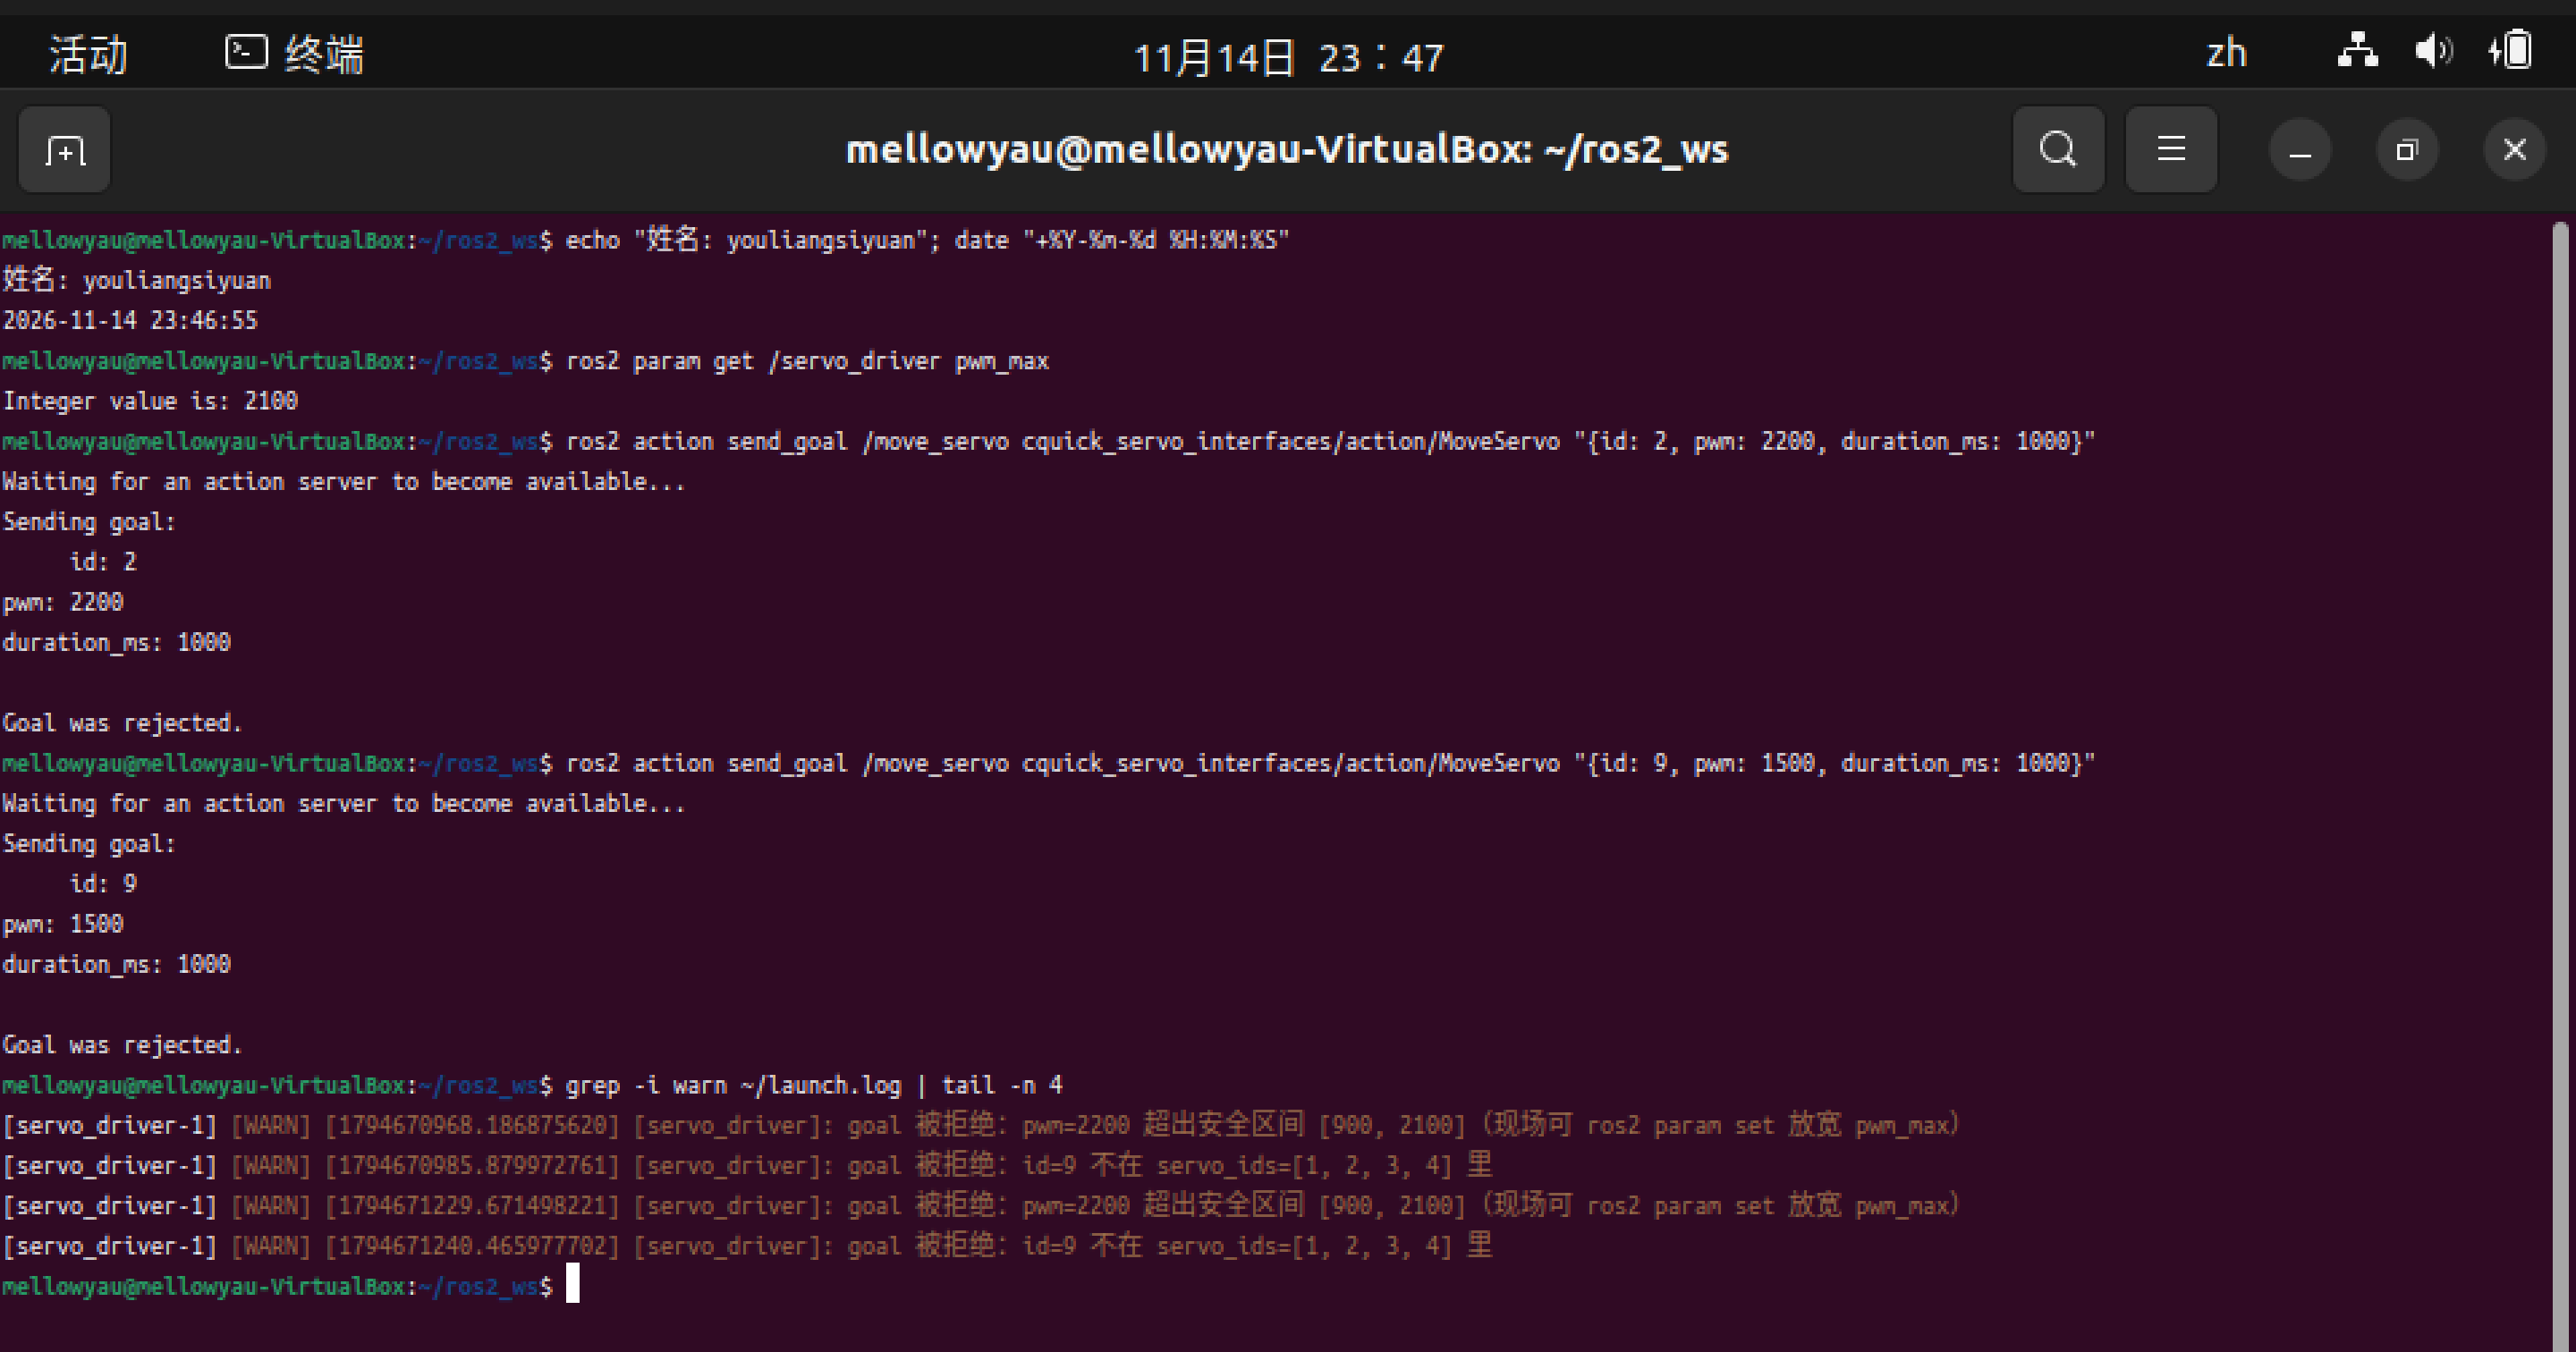 活动 终端 11月14日 23：47 zh
mellowyau@mellowyau-VirtualBox: ~/ros2_ws
mellowyau@mellowyau-VirtualBox:~/ros2_ws$ echo "姓名: youliangsiyuan"; date "+%Y-%m-%d %H:%M:%S"
姓名: youliangsiyuan
2026-11-14 23:46:55
mellowyau@mellowyau-VirtualBox:~/ros2_ws$ ros2 param get /servo_driver pwm_max
Integer value is: 2100
mellowyau@mellowyau-VirtualBox:~/ros2_ws$ ros2 action send_goal /move_servo cquick_servo_interfaces/action/MoveServo "{id: 2, pwm: 2200, duration_ms: 1000}"
Waiting for an action server to become available...
Sending goal:
     id: 2
pwm: 2200
duration_ms: 1000

Goal was rejected.
mellowyau@mellowyau-VirtualBox:~/ros2_ws$ ros2 action send_goal /move_servo cquick_servo_interfaces/action/MoveServo "{id: 9, pwm: 1500, duration_ms: 1000}"
Waiting for an action server to become available...
Sending goal:
     id: 9
pwm: 1500
duration_ms: 1000

Goal was rejected.
mellowyau@mellowyau-VirtualBox:~/ros2_ws$ grep -i warn ~/launch.log | tail -n 4
[servo_driver-1] [WARN] [1794670968.186875620] [servo_driver]: goal 被拒绝: pwm=2200 超出安全区间 [900, 2100]（现场可 ros2 param set 放宽 pwm_max）
[servo_driver-1] [WARN] [1794670985.879972761] [servo_driver]: goal 被拒绝: id=9 不在 servo_ids=[1, 2, 3, 4] 里
[servo_driver-1] [WARN] [1794671229.671498221] [servo_driver]: goal 被拒绝: pwm=2200 超出安全区间 [900, 2100]（现场可 ros2 param set 放宽 pwm_max）
[servo_driver-1] [WARN] [1794671240.465977702] [servo_driver]: goal 被拒绝: id=9 不在 servo_ids=[1, 2, 3, 4] 里
mellowyau@mellowyau-VirtualBox:~/ros2_ws$